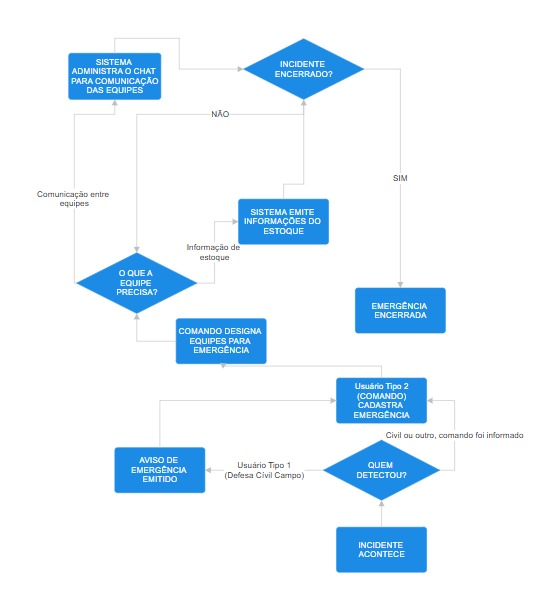 SISTEMA
ADMINISTRA O CHAT
PARA COMUNICAÇÃO
DAS EQUIPES
INCIDENTE
ENCERRADO?
NÃO
SIM
Comunicação entre
equipes
SISTEMA EMITE
INFORMAÇÕES DO
ESTOQUE
Informação de
estoque
O QUE A
EQUIPE
PRECISA?
EMERGÊNCIA
ENCERRADA
COMANDO DESIGNA
EQUIPES PARA
EMERGÊNCIA
Usuário Tipo 2
(COMANDO)
CADASTRA
EMERGÊNCIA
Civil ou outro, comando foi informado
AVISO DE
EMERGÊNCIA
EMITIDO
Usuário Tipo 1
(Defesa Civil Campo)
QUEM
DETECTOU?
INCIDENTE
ACONTECE